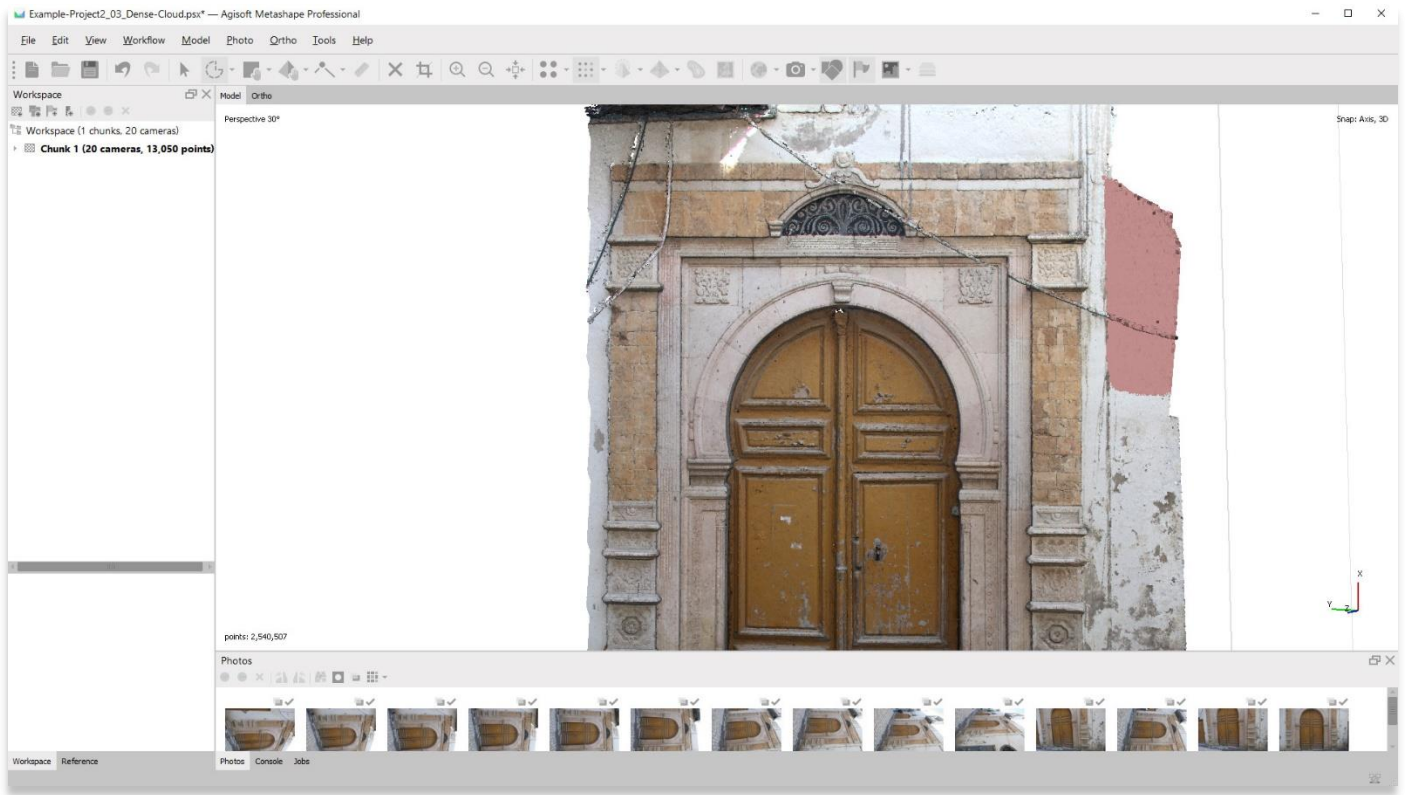 Example-Project2_03_Dense-Cloud.psx* — Agisoft Metashape Professional
File Edit View Workflow Model Photo Ortho Tools Help
Workspace
Model Ortho
Perspective 30°
Snap: Axis, 3D
Workspace (1 chunks, 20 cameras)
Chunk 1 (20 cameras, 13,050 points)
X
Y
Z
points: 2,540,507
Photos
Workspace Reference
Photos Console Jobs